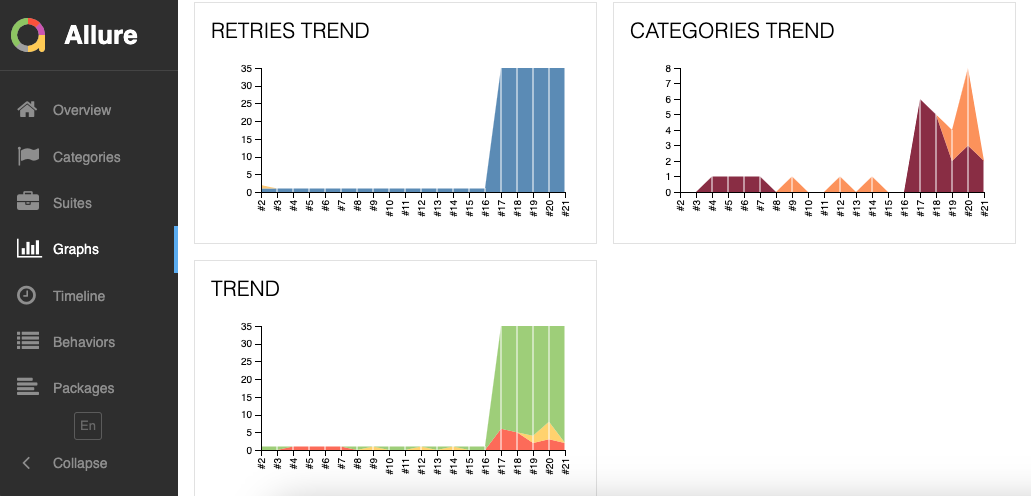 Allure
Overview
Categories
Suites
Graphs
Timeline
Behaviors
Packages
En
Collapse
RETRIES TREND
35
30
25
20
15
10
5
0
#2 #3 #4 #5 #6 #7 #8 #9 #10 #11 #12 #13 #14 #15 #16 #17 #18 #19 #20 #21
CATEGORIES TREND
8
7
6
5
4
3
2
1
0
#2 #3 #4 #5 #6 #7 #8 #9 #10 #11 #12 #13 #14 #15 #16 #17 #18 #19 #20 #21
TREND
35
30
25
20
15
10
5
0
#2 #3 #4 #5 #6 #7 #8 #9 #10 #11 #12 #13 #14 #15 #16 #17 #18 #19 #20 #21